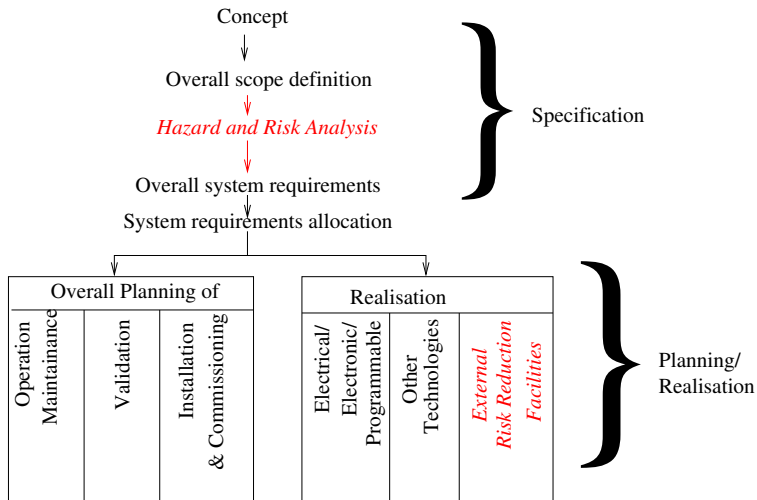 Concept
Overall scope definition
Hazard and Risk Analysis
Overall system requirements
Specification
System requirements allocation
Overall Planning of
Operation
Maintainance
Validation
Installation
& Commissioning
Realisation
Electrical/
Electronic/
Programmable
Other
Technologies
External
Risk Reduction
Facilities
Planning/
Realisation